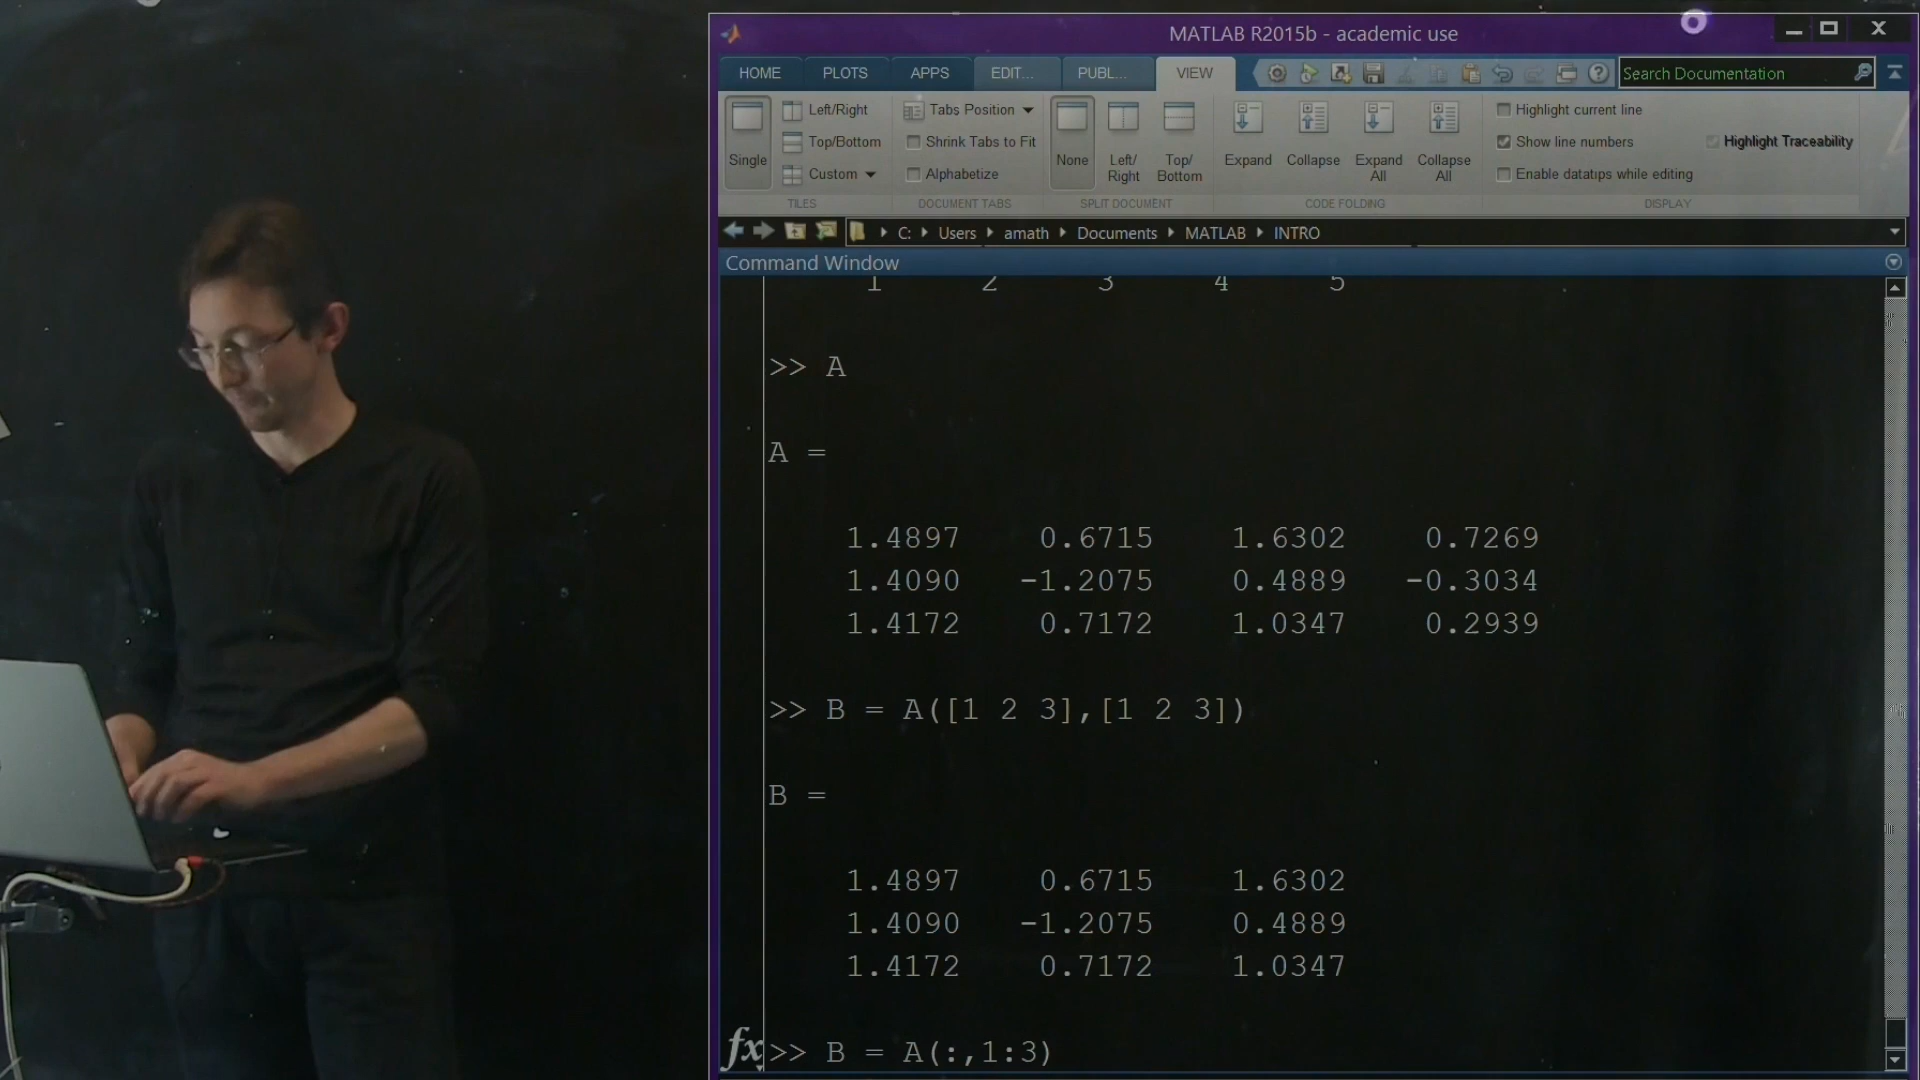 MATLAB R2015b - academic use
HOME PLOTS APPS EDIT... PUBL... VIEW Search Documentation
Single Left/Right Top/Bottom Custom
TILES
Tabs Position Shrink Tabs to Fit Alphabetize
DOCUMENT TABS
None Left/Right Top/Bottom
SPLIT DOCUMENT
Expand Collapse Expand All Collapse All
CODE FOLDING
Highlight current line
Show line numbers Highlight Traceability
Enable datatips while editing
DISPLAY
C: Users amath Documents MATLAB INTRO
Command Window
1 2 3 4 5
>> A
A =
1.4897 0.6715 1.6302 0.7269
1.4090 -1.2075 0.4889 -0.3034
1.4172 0.7172 1.0347 0.2939
>> B = A([1 2 3],[1 2 3])
B =
1.4897 0.6715 1.6302
1.4090 -1.2075 0.4889
1.4172 0.7172 1.0347
fx >> B = A(:,1:3)